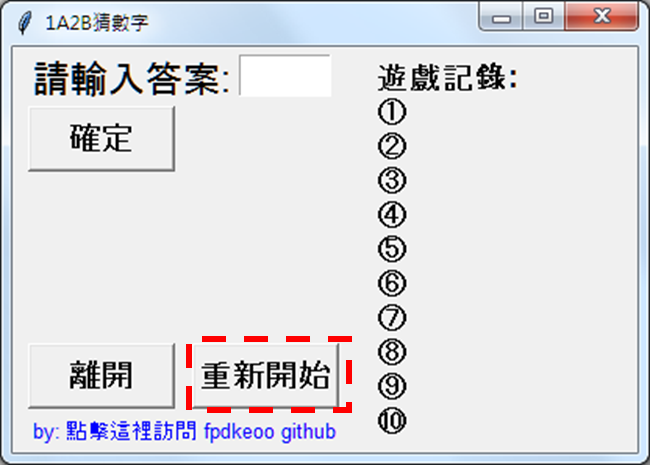 1A2B猜數字
請輸入答案:
確定
離開
重新開始
by: 點擊這裡訪問 fpdkeoo github
遊戲記錄:
①
②
③
④
⑤
⑥
⑦
⑧
⑨
⑩